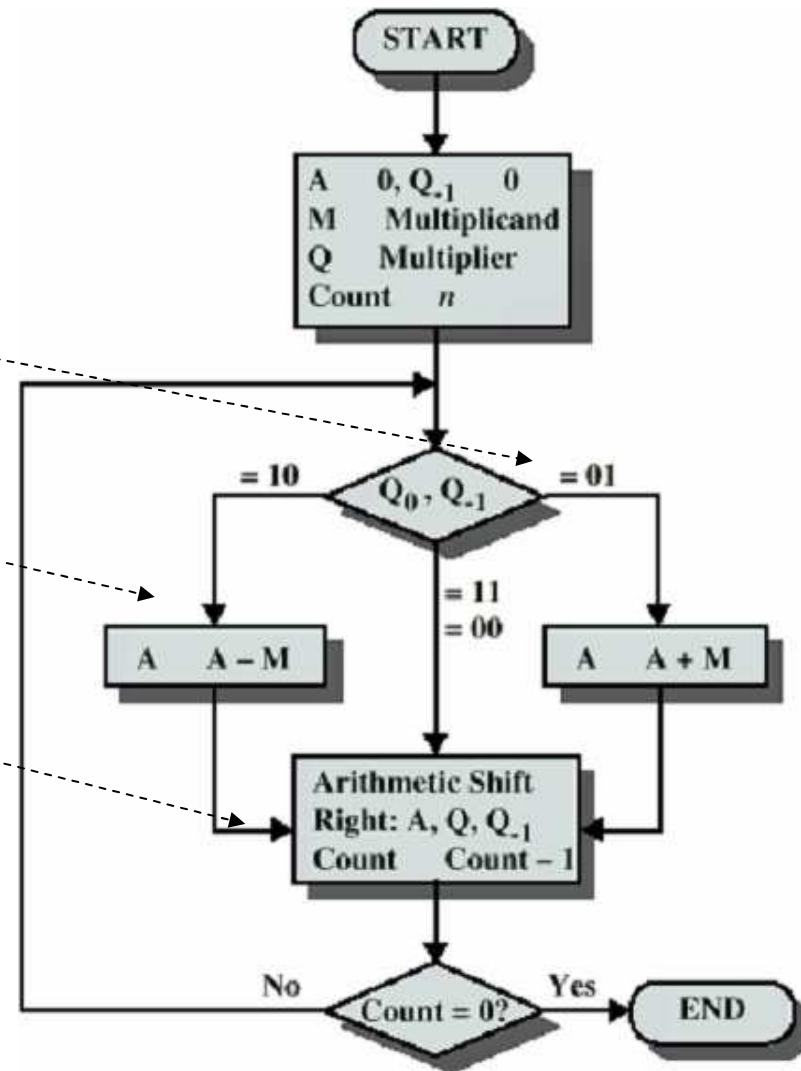 START
A 0, Q-1 0
M Multiplicand
Q Multiplier
Count n
= 10
Q0, Q-1
= 01
= 11
= 00
A A – M
A A + M
Arithmetic Shift
Right: A, Q, Q-1
Count Count – 1
No
Count = 0?
Yes
END